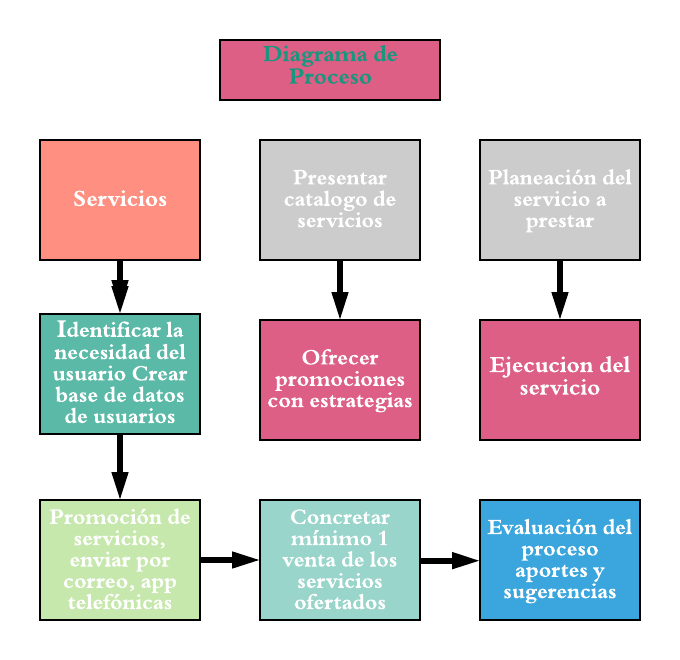 Diagrama de
Proceso
Servicios
Presentar
catalogo de
servicios
Planeación del
servicio a
prestar
Identificar la
necesidad del
usuario Crear
base de datos
de usuarios
Ofrecer
promociones
con estrategias
Ejecucion del
servicio
Promoción de
servicios,
enviar por
correo, app
telefónicas
Concretar
mínimo 1
venta de los
servicios
ofertados
Evaluación del
proceso
aportes y
sugerencias